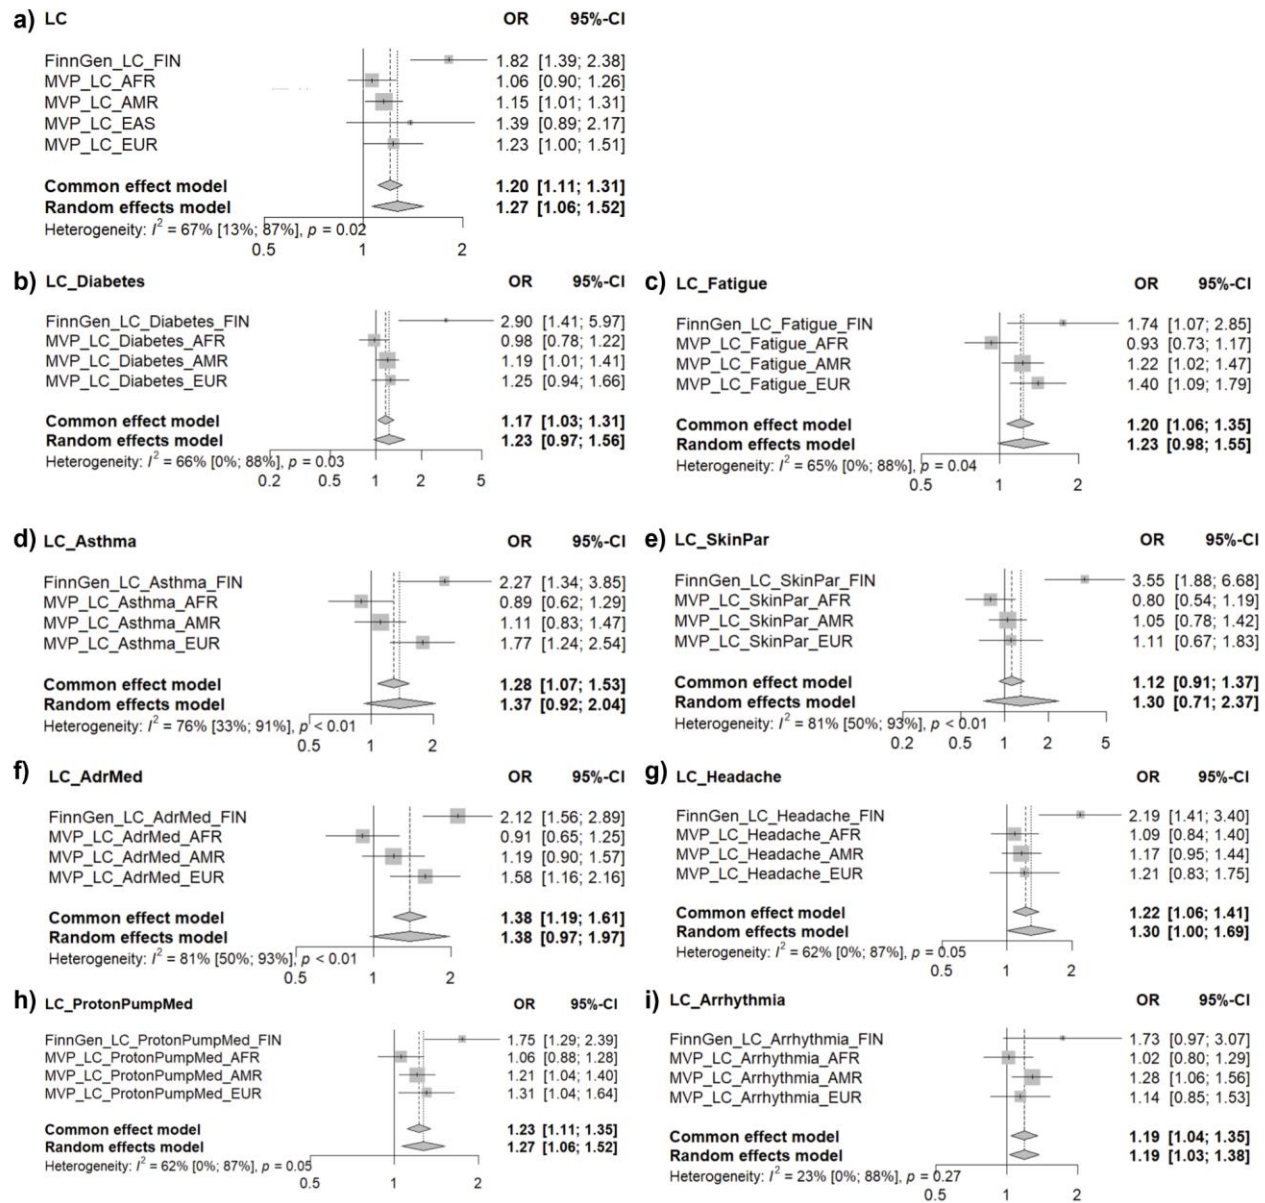 a) LC OR 95%-CI
FinnGen_LC_FIN 1.82 [1.39; 2.38]
MVP_LC_AFR 1.06 [0.90; 1.26]
MVP_LC_AMR 1.15 [1.01; 1.31]
MVP_LC_EAS 1.39 [0.89; 2.17]
MVP_LC_EUR 1.23 [1.00; 1.51]
Common effect model 1.20 [1.11; 1.31]
Random effects model 1.27 [1.06; 1.52]
Heterogeneity: I² = 67% [13%; 87%], p = 0.02
0.5 1 2
b) LC_Diabetes OR 95%-CI
FinnGen_LC_Diabetes_FIN 2.90 [1.41; 5.97]
MVP_LC_Diabetes_AFR 0.98 [0.78; 1.22]
MVP_LC_Diabetes_AMR 1.19 [1.01; 1.41]
MVP_LC_Diabetes_EUR 1.25 [0.94; 1.66]
Common effect model 1.17 [1.03; 1.31]
Random effects model 1.23 [0.97; 1.56]
Heterogeneity: I² = 66% [0%; 88%], p = 0.03
0.2 0.5 1 2 5
c) LC_Fatigue OR 95%-CI
FinnGen_LC_Fatigue_FIN 1.74 [1.07; 2.85]
MVP_LC_Fatigue_AFR 0.93 [0.73; 1.17]
MVP_LC_Fatigue_AMR 1.22 [1.02; 1.47]
MVP_LC_Fatigue_EUR 1.40 [1.09; 1.79]
Common effect model 1.20 [1.06; 1.35]
Random effects model 1.23 [0.98; 1.55]
Heterogeneity: I² = 65% [0%; 88%], p = 0.04
0.5 1 2
d) LC_Asthma OR 95%-CI
FinnGen_LC_Asthma_FIN 2.27 [1.34; 3.85]
MVP_LC_Asthma_AFR 0.89 [0.62; 1.29]
MVP_LC_Asthma_AMR 1.11 [0.83; 1.47]
MVP_LC_Asthma_EUR 1.77 [1.24; 2.54]
Common effect model 1.28 [1.07; 1.53]
Random effects model 1.37 [0.92; 2.04]
Heterogeneity: I² = 76% [33%; 91%], p < 0.01
0.5 1 2
e) LC_SkinPar OR 95%-CI
FinnGen_LC_SkinPar_FIN 3.55 [1.88; 6.68]
MVP_LC_SkinPar_AFR 0.80 [0.54; 1.19]
MVP_LC_SkinPar_AMR 1.05 [0.78; 1.42]
MVP_LC_SkinPar_EUR 1.11 [0.67; 1.83]
Common effect model 1.12 [0.91; 1.37]
Random effects model 1.30 [0.71; 2.37]
Heterogeneity: I² = 81% [50%; 93%], p < 0.01
0.2 0.5 1 2 5
f) LC_AdrMed OR 95%-CI
FinnGen_LC_AdrMed_FIN 2.12 [1.56; 2.89]
MVP_LC_AdrMed_AFR 0.91 [0.65; 1.25]
MVP_LC_AdrMed_AMR 1.19 [0.90; 1.57]
MVP_LC_AdrMed_EUR 1.58 [1.16; 2.16]
Common effect model 1.38 [1.19; 1.61]
Random effects model 1.38 [0.97; 1.97]
Heterogeneity: I² = 81% [50%; 93%], p < 0.01
0.5 1 2
g) LC_Headache OR 95%-CI
FinnGen_LC_Headache_FIN 2.19 [1.41; 3.40]
MVP_LC_Headache_AFR 1.09 [0.84; 1.40]
MVP_LC_Headache_AMR 1.17 [0.95; 1.44]
MVP_LC_Headache_EUR 1.21 [0.83; 1.75]
Common effect model 1.22 [1.06; 1.41]
Random effects model 1.30 [1.00; 1.69]
Heterogeneity: I² = 62% [0%; 87%], p = 0.05
0.5 1 2
h) LC_ProtonPumpMed OR 95%-CI
FinnGen_LC_ProtonPumpMed_FIN 1.75 [1.29; 2.39]
MVP_LC_ProtonPumpMed_AFR 1.06 [0.88; 1.28]
MVP_LC_ProtonPumpMed_AMR 1.21 [1.04; 1.40]
MVP_LC_ProtonPumpMed_EUR 1.31 [1.04; 1.64]
Common effect model 1.23 [1.11; 1.35]
Random effects model 1.27 [1.06; 1.52]
Heterogeneity: I² = 62% [0%; 87%], p = 0.05
1 2
i) LC_Arrhythmia OR 95%-CI
FinnGen_LC_Arrhythmia_FIN 1.73 [0.97; 3.07]
MVP_LC_Arrhythmia_AFR 1.02 [0.80; 1.29]
MVP_LC_Arrhythmia_AMR 1.28 [1.06; 1.56]
MVP_LC_Arrhythmia_EUR 1.14 [0.85; 1.53]
Common effect model 1.19 [1.04; 1.35]
Random effects model 1.19 [1.03; 1.38]
Heterogeneity: I² = 23% [0%; 88%], p = 0.27
0.5 1 2